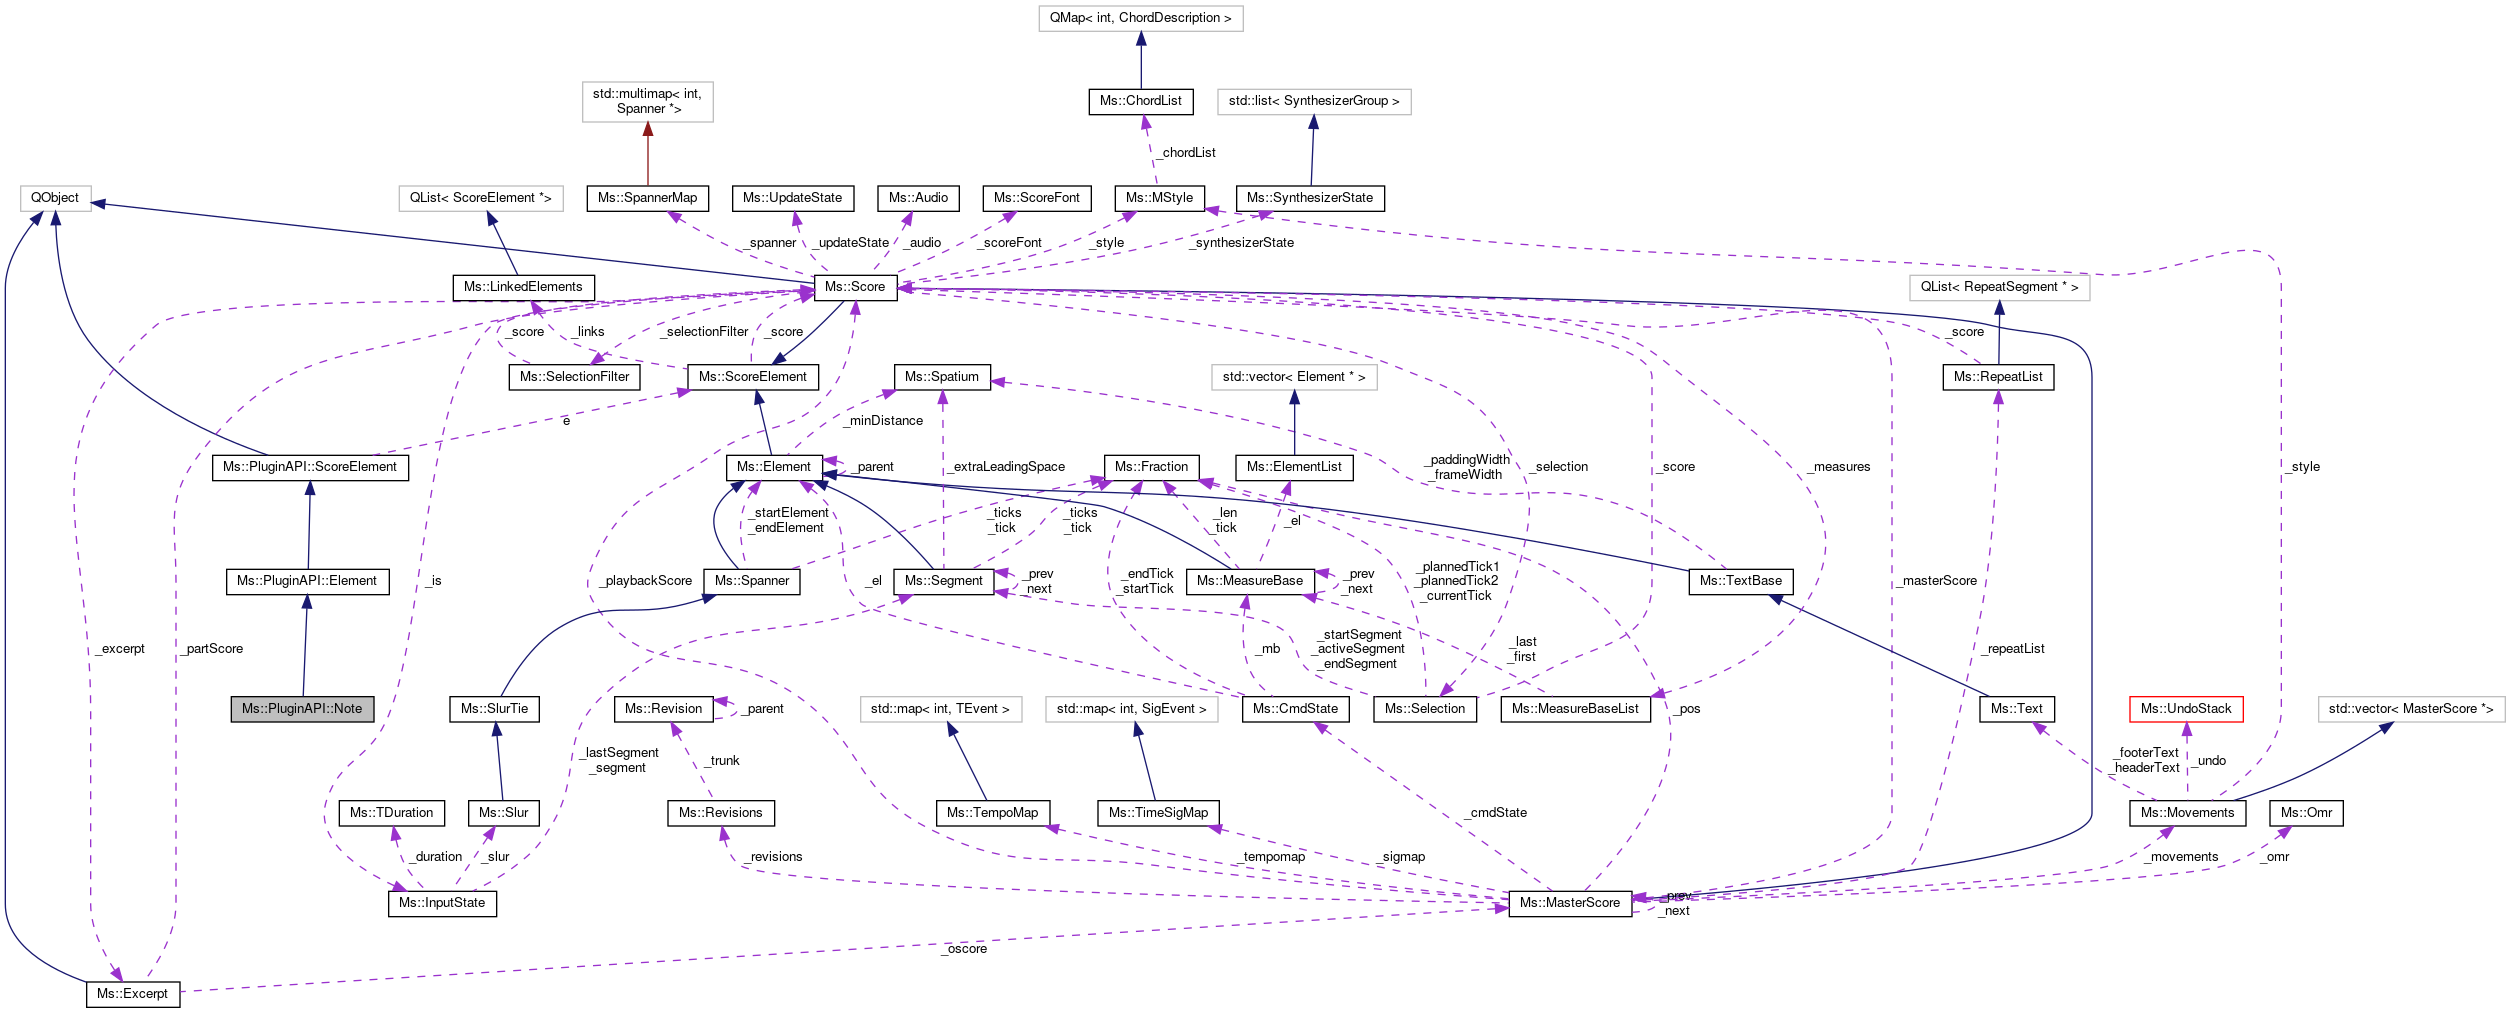 QMap< int, ChordDescription >
std::multimap< int,
Spanner *>
Ms::ChordList
std::list< SynthesizerGroup >
_chordList
QObject
QList< ScoreElement *>
Ms::SpannerMap
Ms::UpdateState
Ms::Audio
Ms::ScoreFont
Ms::MStyle
Ms::SynthesizerState
_spanner
_updateState
_audio
_scoreFont
_style
_synthesizerState
Ms::LinkedElements
Ms::Score
QList< RepeatSegment * >
_score
_links
_selectionFilter
_score
_score
Ms::SelectionFilter
Ms::ScoreElement
Ms::Spatium
std::vector< Element * >
Ms::RepeatList
e
_minDistance
Ms::PluginAPI::ScoreElement
Ms::Element
_parent
_extraLeadingSpace
Ms::Fraction
Ms::ElementList
_paddingWidth
_frameWidth
_selection
_score
_measures
_style
_startElement
_endElement
_ticks
_tick
_ticks
_tick
_len
_tick
_el
Ms::PluginAPI::Element
_is
_playbackScore
Ms::Spanner
_el
Ms::Segment
_prev
_next
_endTick
_startTick
Ms::MeasureBase
_prev
_next
_plannedTick1
_plannedTick2
_currentTick
Ms::TextBase
_masterScore
_excerpt
_partScore
_mb
_startSegment
_activeSegment
_endSegment
_last
_first
_repeatList
Ms::PluginAPI::Note
Ms::SlurTie
Ms::Revision
_parent
std::map< int, TEvent >
std::map< int, SigEvent >
Ms::CmdState
Ms::Selection
Ms::MeasureBaseList
_pos
Ms::Text
Ms::UndoStack
std::vector< MasterScore *>
_lastSegment
_segment
_trunk
_footerText
_headerText
_undo
Ms::TDuration
Ms::Slur
Ms::Revisions
Ms::TempoMap
Ms::TimeSigMap
_cmdState
Ms::Movements
Ms::Omr
_duration
_slur
_revisions
_tempomap
_sigmap
_movements
_omr
Ms::InputState
Ms::MasterScore
_prev
_next
_oscore
Ms::Excerpt